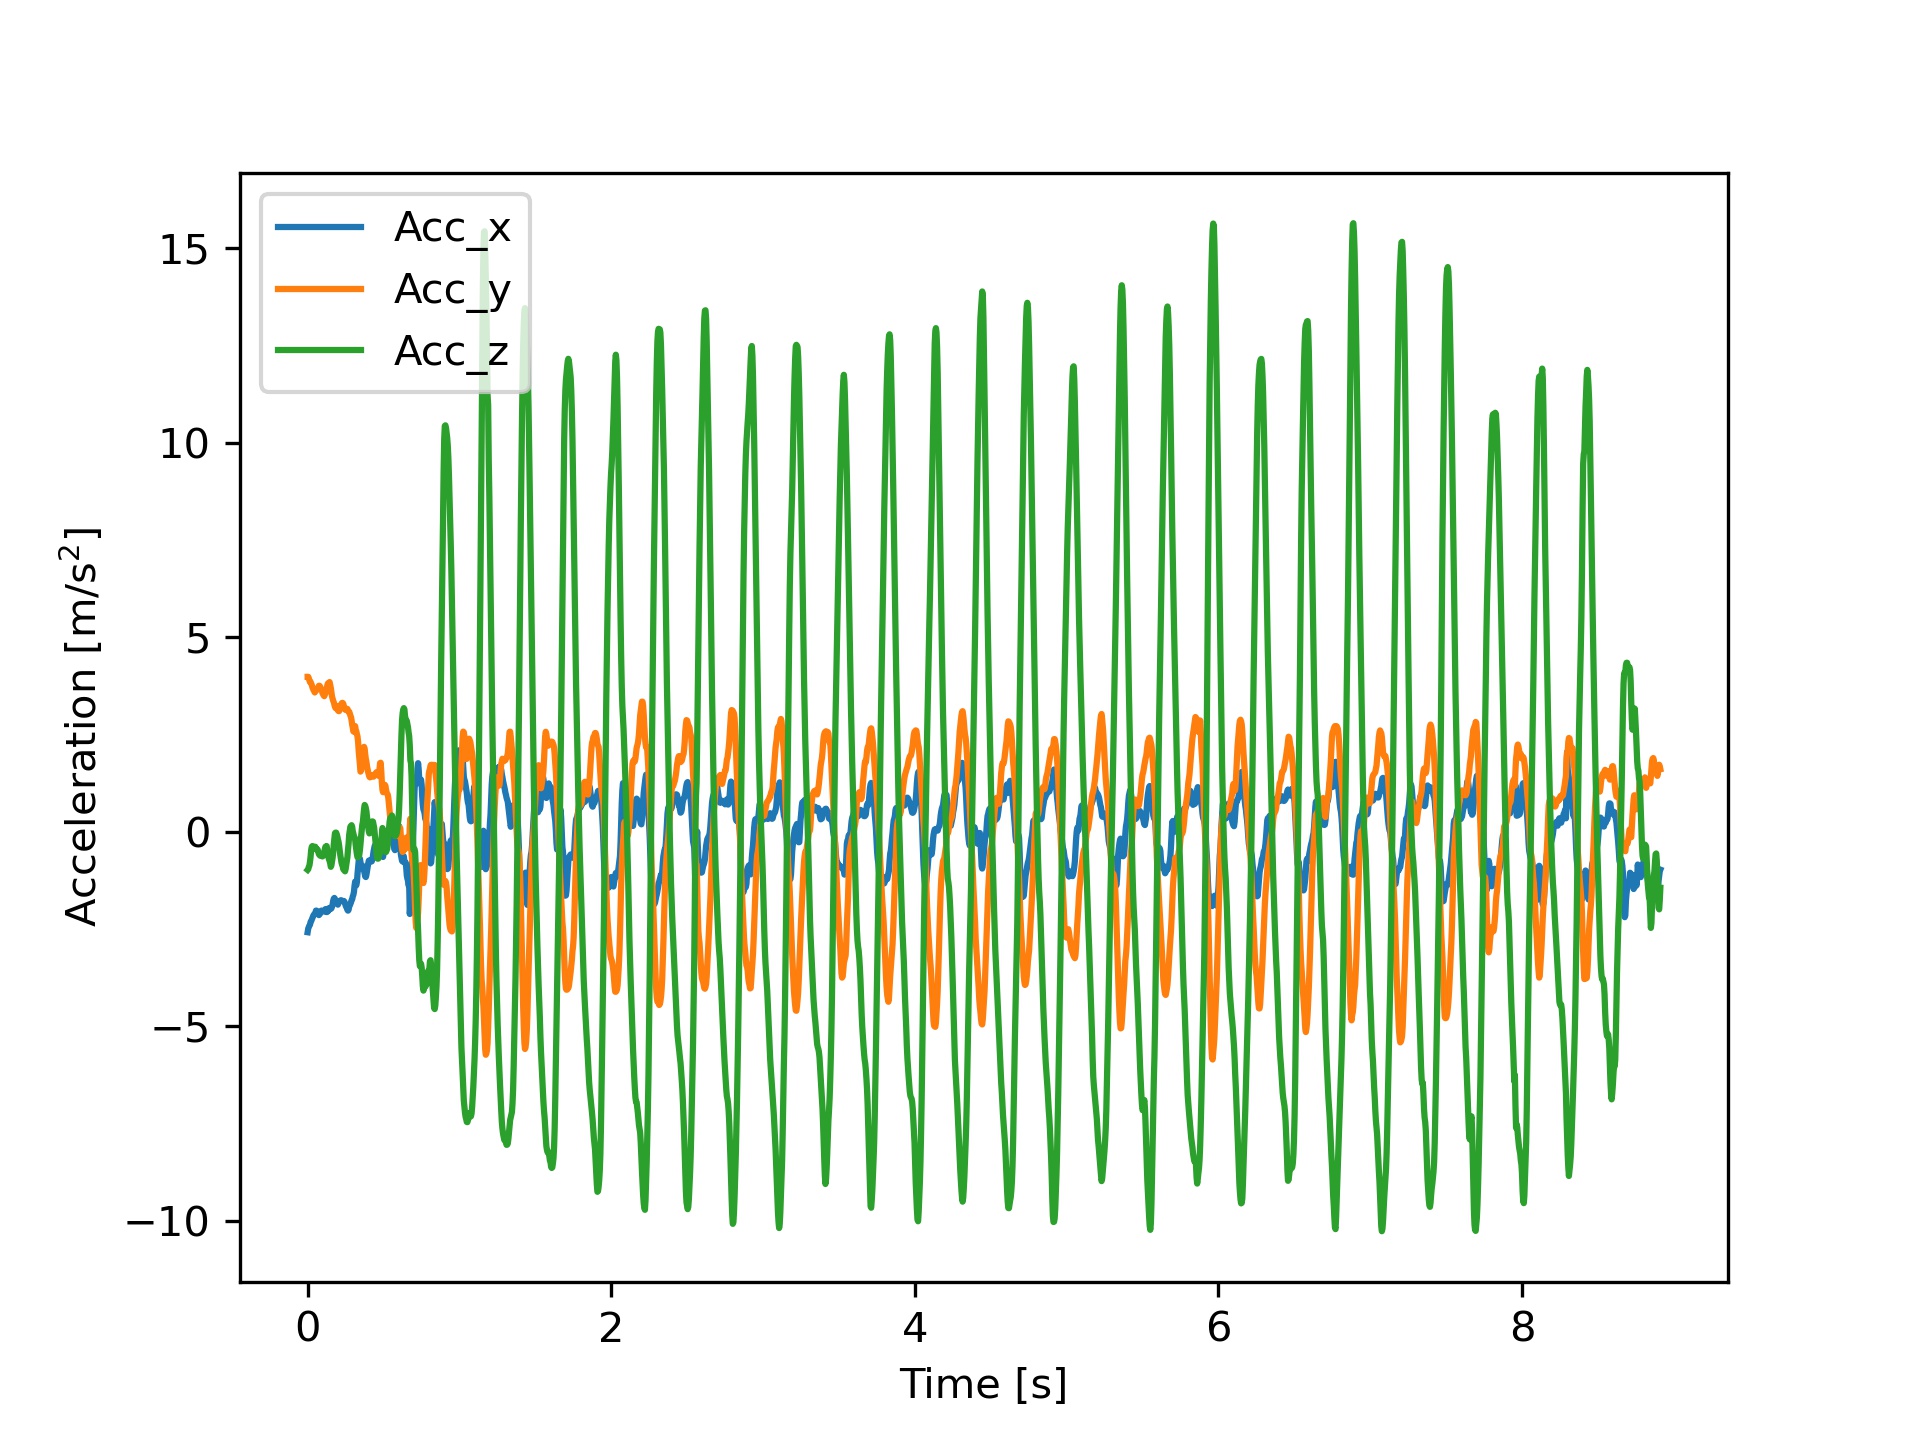 Acc_x
Acc_y
Acc_z
15
10
5
0
−5
−10
Acceleration [m/s²]
0 2 4 6 8
Time [s]